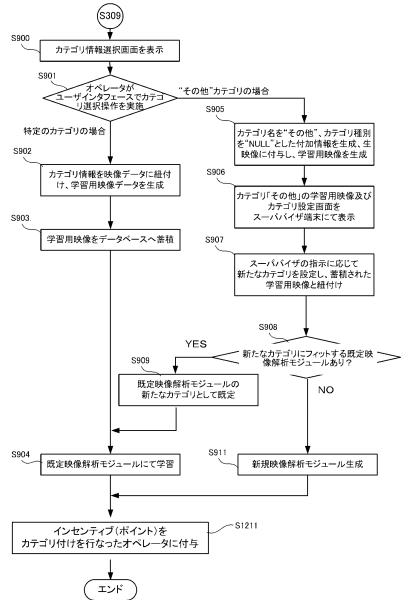 S309
S900
カテゴリ情報選択画面を表示
S901
オペレータが
ユーザインタフェースでカテゴ
リ選択操作を実施
"その他"カテゴリの場合
特定のカテゴリの場合
S902
カテゴリ情報を映像データに紐付
け、学習用映像データを生成
S903
学習用映像をデータベースへ蓄積
S905
カテゴリ名を"その他"、カテゴリ種別
を"NULL"とした付加情報を生成、生
映像に付与し、学習用映像を生成
S906
カテゴリ「その他」の学習用映像及び
カテゴリ設定画面を
スーパバイザ端末にて表示
S907
スーパバイザの指示に応じて
新たなカテゴリを設定し、蓄積された
学習用映像と紐付け
S908
新たなカテゴリにフィットする既定映
像解析モジュールあり?
YES
NO
S909
既定映像解析モジュールの
新たなカテゴリとして既定
S904
既定映像解析モジュールにて学習
S911
新規映像解析モジュール生成
S1211
インセンティブ(ポイント)を
カテゴリ付けを行なったオペレータに付与
エンド